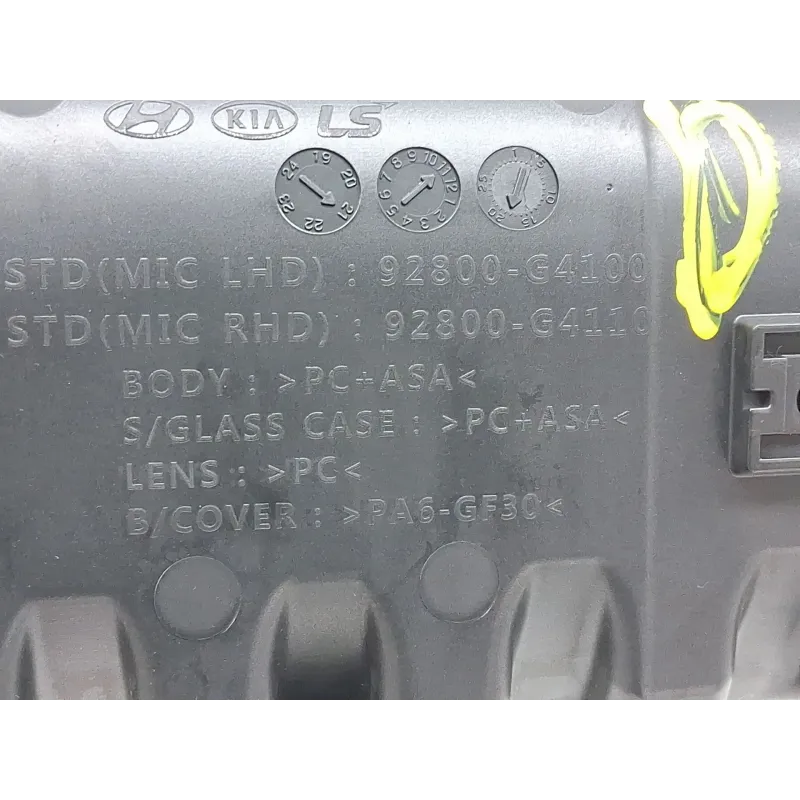 KIA LS
24 19 20 21 22 23
6 7 8 9 10 11 12 1 2 3 4 5
1 5 10 15 20 25
STD(MIC LHD) : 92800-G4100
STD(MIC RHD) : 92800-G4110
BODY : >PC+ASA<
S/GLASS CASE : >PC+ASA<
LENS : >PC<
B/COVER : >PA6-GF30<